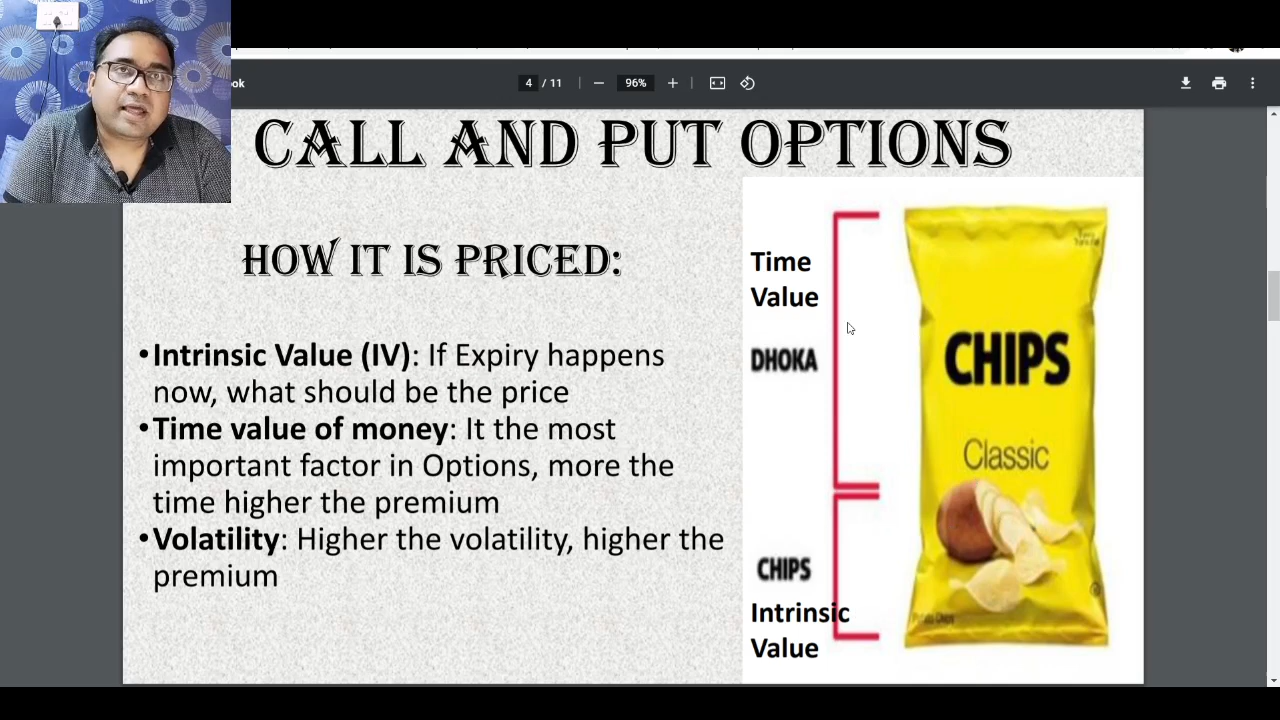 ok
4 / 11
96%
CALL AND PUT OPTIONS
HOW IT IS PRICED:
•Intrinsic Value (IV): If Expiry happens
now, what should be the price
•Time value of money: It the most
important factor in Options, more the
time higher the premium
•Volatility: Higher the volatility, higher the
premium
Time
Value
DHOKA
CHIPS
Intrinsic
Value
CHIPS
Classic